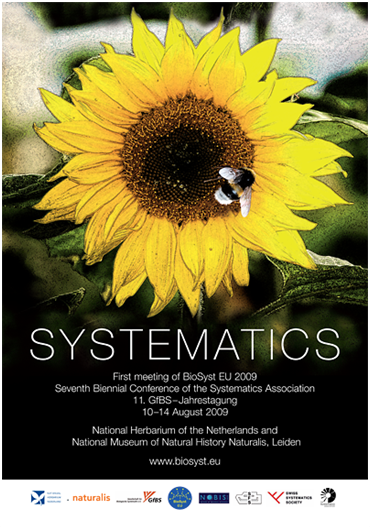 SYSTEMATICS
First meeting of BioSyst EU 2009
Seventh Biennial Conference of the Systematics Association
11. GfBS–Jahrestagung
10–14 August 2009
National Herbarium of the Netherlands and
National Museum of Natural History Naturalis, Leiden
www.biosyst.eu
naturalis
GfBS
NOBIS
SWISS
SYSTEMATICS
SOCIETY